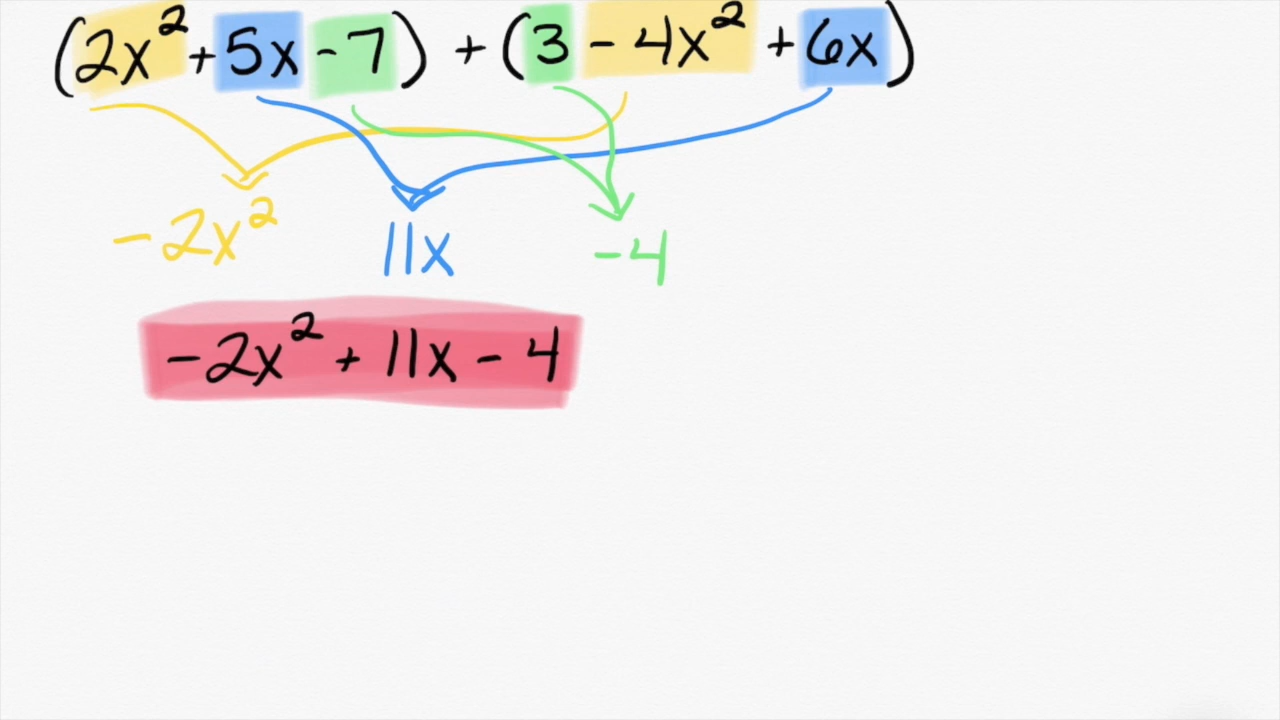 (2x² + 5x - 7) + (3 - 4x² + 6x)
-2x² 11x -4
-2x² + 11x - 4